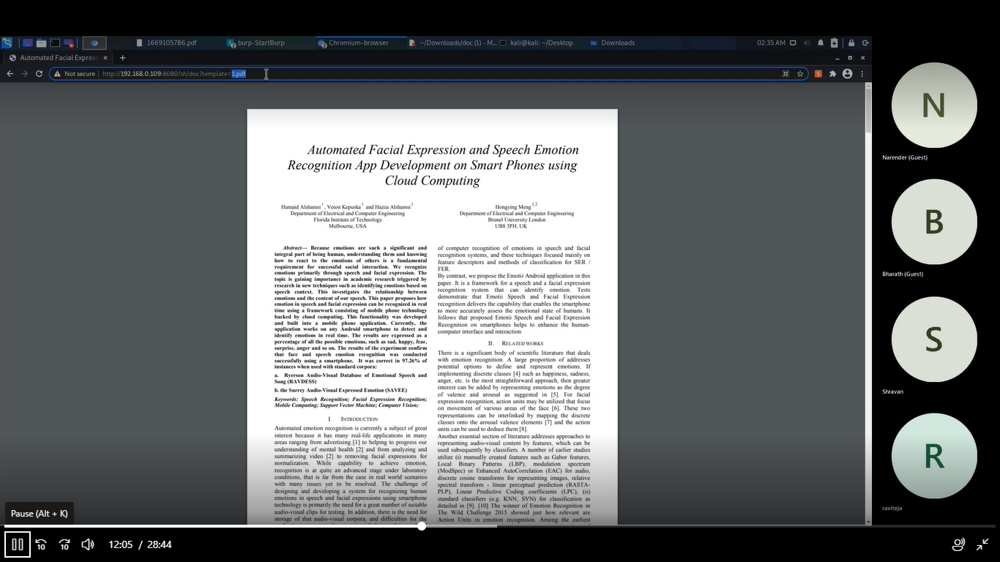 1669105786.pdf
burp-StartBurp
Chromium-browser
~/Downloads/doc (1) - M...
kali@kali: ~/Desktop
Downloads
02:35 AM
Automated Facial Express
Not secure
http://192.168.0.109:8080/sh/doc?template=1.pdf
Automated Facial Expression and Speech Emotion
Recognition App Development on Smart Phones using
Cloud Computing
Humaid Alshamsi1, Veton Kepuska1 and Hazza Alshamsi1
Department of Electrical and Computer Engineering
Florida Institute of Technology
Melbourne, USA
Hongying Meng1,2
Department of Electrical and Computer Engineering
Brunel University London
UB8 3PH, UK
Abstract— Because emotions are such a significant and
integral part of being human, understanding them and knowing
how to react to the emotions of others is a fundamental
requirement for successful social interaction. We recognize
emotions primarily through speech and facial expression. The
topic is gaining importance in academic research triggered by
research in new techniques such as identifying emotions based on
speech context. This investigates the relationship between
emotions and the content of our speech. This paper proposes how
emotion in speech and facial expression can be recognized in real
time using a framework consisting of mobile phone technology
backed by cloud computing. This functionality was developed
and built into a mobile phone application. Currently, the
application works on any Android smartphone to detect and
identify emotions in real time. The results are expressed as a
percentage of all the possible emotions, such as sad, happy, fear,
surprise, anger and so on. The results of the experiment confirm
that face and speech emotion recognition was conducted
successfully using a smartphone. It was correct in 97.26% of
instances when used with standard corpora:
a. Ryerson Audio-Visual Database of Emotional Speech and
Song (RAVDESS)
b. the Surrey Audio-Visual Expressed Emotion (SAVEE)
Keywords: Speech Recognition; Facial Expression Recognition;
Mobile Computing; Support Vector Machine; Computer Vision;
I. INTRODUCTION
Automated emotion recognition is currently a subject of great
interest because it has many real-life applications in many
areas ranging from advertising [1] to helping to progress our
understanding of mental health [2] and from analyzing and
summarizing video [2] to removing facial expressions for
normalization. While capability to achieve emotion,
recognition is at quite an advanced stage under laboratory
conditions, that is far from the case in real world scenarios
with many issues yet to be resolved. The challenge of
designing and developing a system for recognizing human
emotions in speech and facial expressions using smartphone
technology is primarily the need for a great number of suitable
audio-visual clips for testing. In addition, there is the need for
storage of that audio-visual corpora, and difficulties for the
of computer recognition of emotions in speech and facial
recognition systems, and these techniques focused mainly on
feature descriptors and methods of classification for SER /
FER.
By contrast, we propose the Emotii Android application in this
paper. It is a framework for a speech and a facial expression
recognition system that can identify emotion. Tests
demonstrate that Emotii Speech and Facial Expression
recognition delivers the capability that enables the smartphone
to more accurately assess the emotional state of humans. It
follows that proposed Emotii Speech and Facial Expression
Recognition on smartphones helps to enhance the human-
computer interface and interaction.
II. RELATED WORKS
There is a significant body of scientific literature that deals
with emotion recognition. A large proportion of addresses
potential options to define and represent emotions. If
implementing discrete classes [4] such as happiness, sadness,
anger, etc. is the most straightforward approach, then greater
interest can be added by representing emotions as the degree
of valence and arousal as suggested in [5]. For facial
expression recognition, action units may be utilized that focus
on movement of various areas of the face [6]. These two
representations can be interlinked by mapping the discrete
classes onto the arousal valence elements [7] and the action
units can be used to deduce them [8].
Another essential section of literature addresses approaches to
representing audio-visual content by features, which can be
used subsequently by classifiers. A number of earlier studies
utilize (i) manually created features such as Gabor features,
Local Binary Patterns (LBP), modulation spectrum
(ModSpec) or Enhanced AutoCorrelation (EAC) for audio,
discrete cosine transforms for representing images, relative
spectral transform - linear perceptual prediction (RASTA-
PLP), Linear Predictive Coding coefficients (LPC), (ii)
standard classifiers (e.g. KNN, SVN) for classification as
detailed in [9]. [10] The winner of Emotion Recognition in
The Wild Challenge 2015 showed just how relevant are
Action Units in emotion recognition. Among the earliest
N
Narender (Guest)
B
Bharath (Guest)
S
Shravan
R
raviteja
Pause (Alt + K)
10
10
12:05 / 28:44